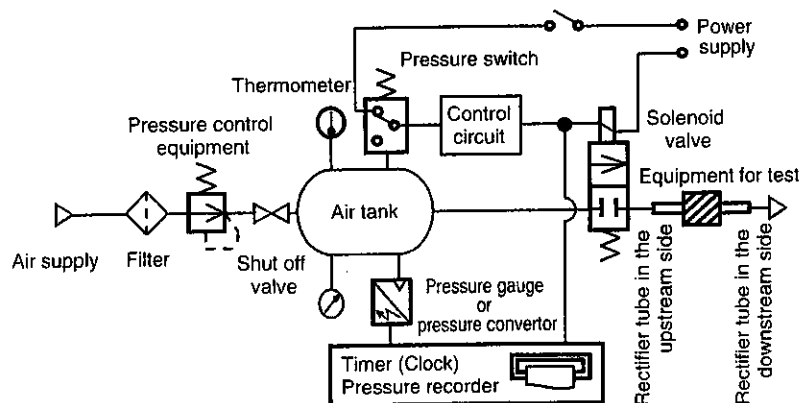 Power
supply
Pressure switch
Thermometer
Control
circuit
Solenoid
valve
Pressure control
equipment
Equipment for test
Air tank
Air supply
Filter
Shut off
valve
Pressure gauge
or
pressure convertor
Timer (Clock)
Pressure recorder
Rectifier tube in the
upstream side
Rectifier tube in the
downstream side